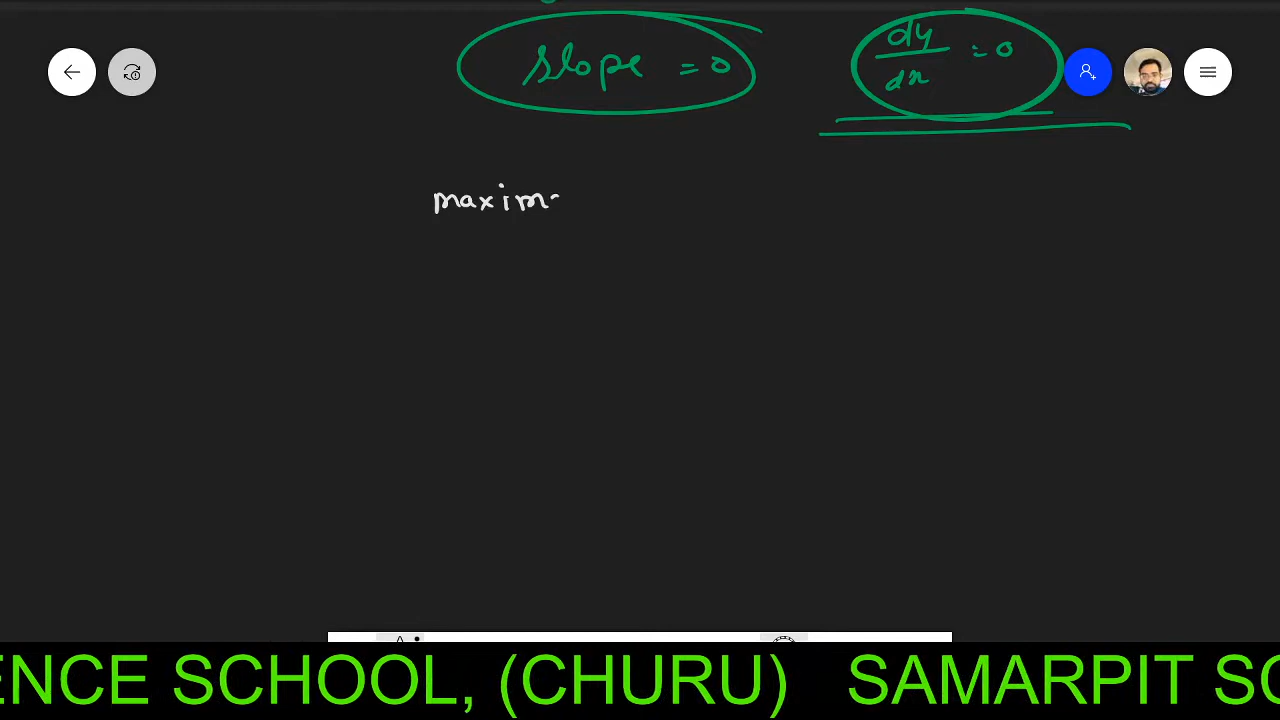 slope = 0
dy/dx = 0
maxim
ENCE SCHOOL, (CHURU) SAMARPIT SC